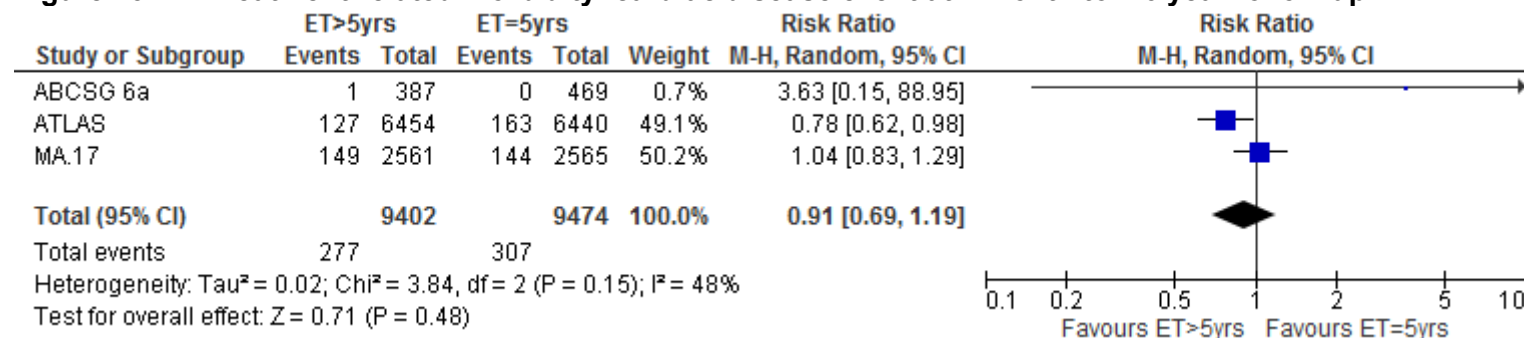 ET>5yrs ET=5yrs Risk Ratio Risk Ratio
Study or Subgroup Events Total Events Total Weight M-H, Random, 95% CI M-H, Random, 95% CI
ABCSG 6a 1 387 0 469 0.7% 3.63 [0.15, 88.95]
ATLAS 127 6454 163 6440 49.1% 0.78 [0.62, 0.98]
MA.17 149 2561 144 2565 50.2% 1.04 [0.83, 1.29]
Total (95% CI) 9402 9474 100.0% 0.91 [0.69, 1.19]
Total events 277 307
Heterogeneity: Tau² = 0.02; Chi² = 3.84, df = 2 (P = 0.15); I² = 48%
Test for overall effect: Z = 0.71 (P = 0.48)
0.1 0.2 0.5 1 2 5 10
Favours ET>5yrs Favours ET=5yrs